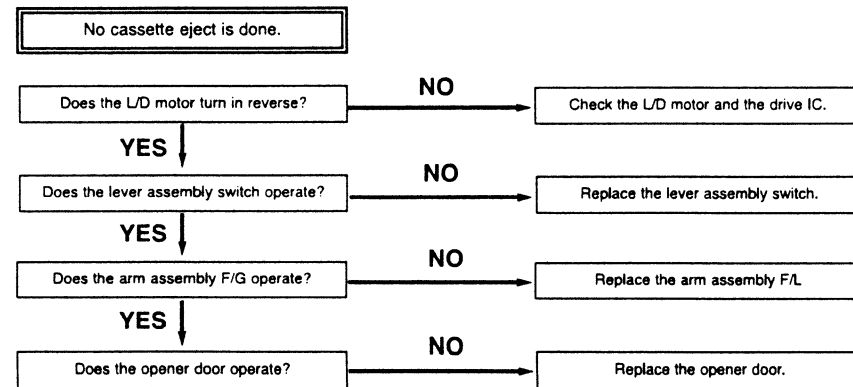 No cassette eject is done.
Does the L/D motor turn in reverse?
NO
Check the L/D motor and the drive IC.
YES
Does the lever assembly switch operate?
NO
Replace the lever assembly switch.
YES
Does the arm assembly F/G operate?
NO
Replace the arm assembly F/L
YES
Does the opener door operate?
NO
Replace the opener door.